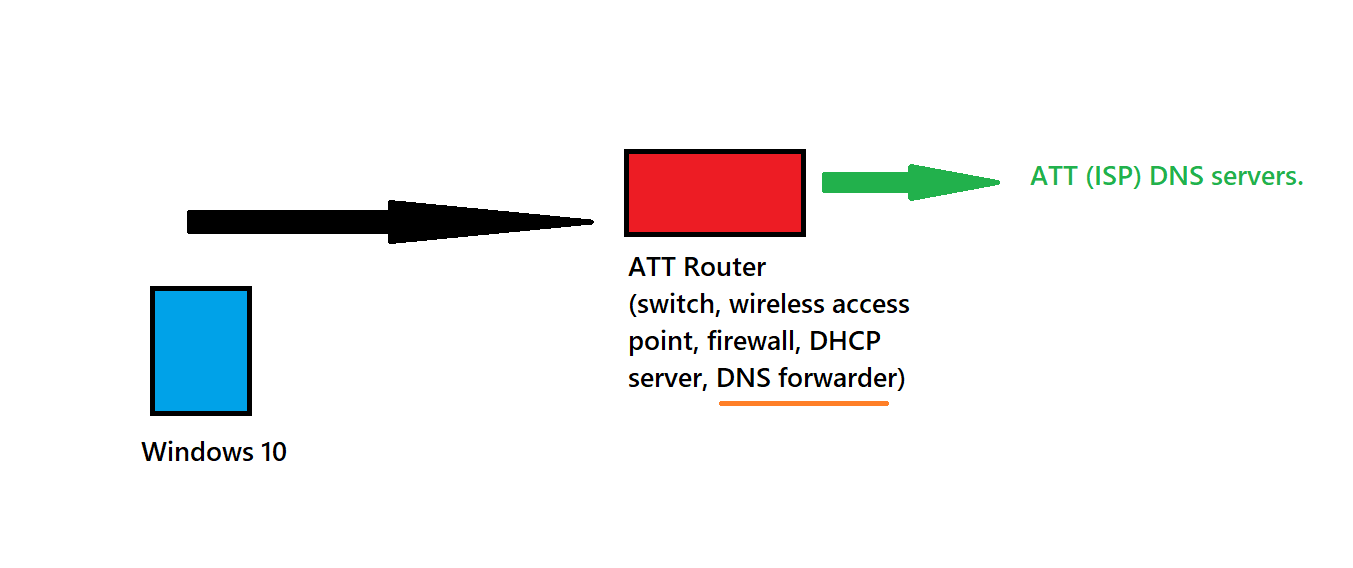 ATT (ISP) DNS servers.
ATT Router
(switch, wireless access
point, firewall, DHCP
server, DNS forwarder)
Windows 10